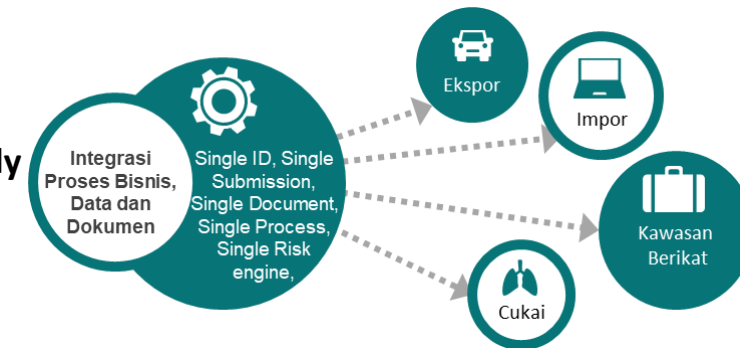 ly
Integrasi
Proses Bisnis,
Data dan
Dokumen
Single ID, Single
Submission,
Single Document,
Single Process,
Single Risk
engine,
Ekspor
Impor
Kawasan
Berikat
Cukai